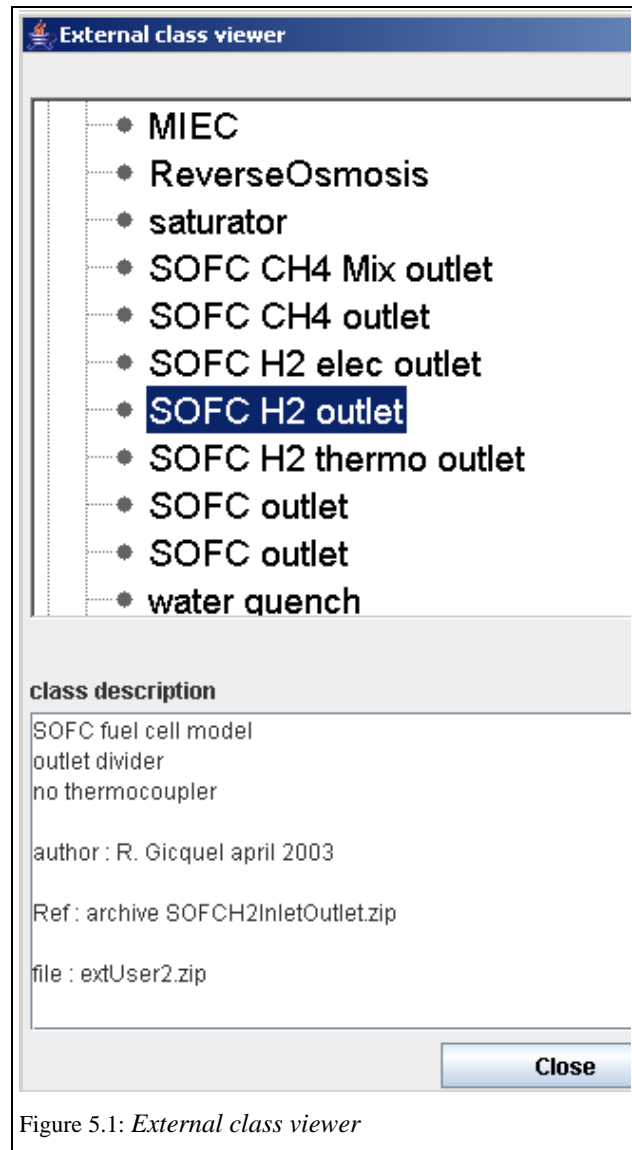 External class viewer
MIEC
ReverseOsmosis
saturator
SOFC CH4 Mix outlet
SOFC CH4 outlet
SOFC H2 elec outlet
SOFC H2 outlet
SOFC H2 thermo outlet
SOFC outlet
SOFC outlet
water quench
class description
SOFC fuel cell model
outlet divider
no thermocoupler
author : R. Gicquel april 2003
Ref : archive SOFCH2InletOutlet.zip
file : extUser2.zip
Close
Figure 5.1: External class viewer